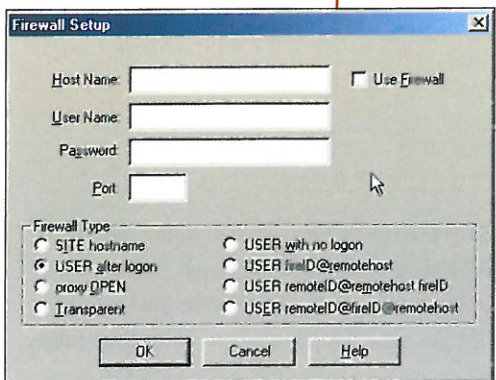 Firewall Setup
Host Name:
Use Firewall
User Name:
Password:
Port:
Firewall Type
SITE hostname
USER with no logon
USER after logon
USER fireID@remotehost
proxy OPEN
USER remoteID@remotehost fireID
Transparent
USER remoteID@fireID@remotehost
OK
Cancel
Help